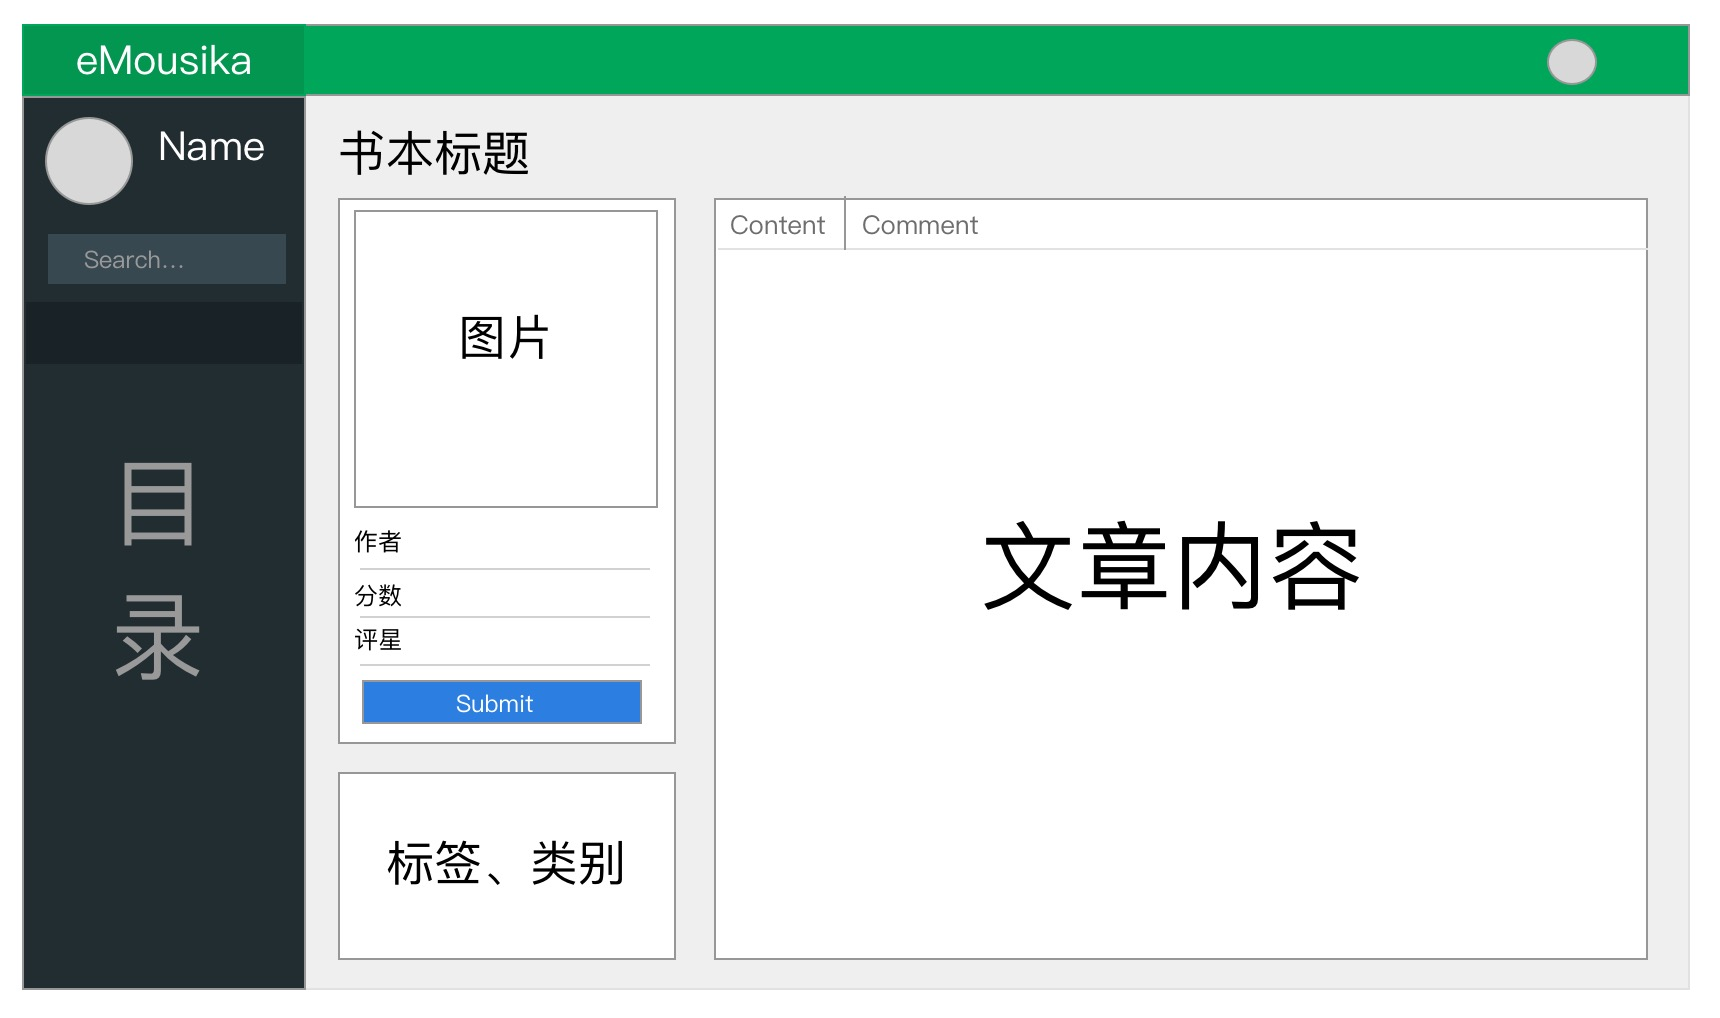 eMousika
Name
Search...
目
录
书本标题
图片
作者
分数
评星
Submit
标签、类别
Content
Comment
文章内容